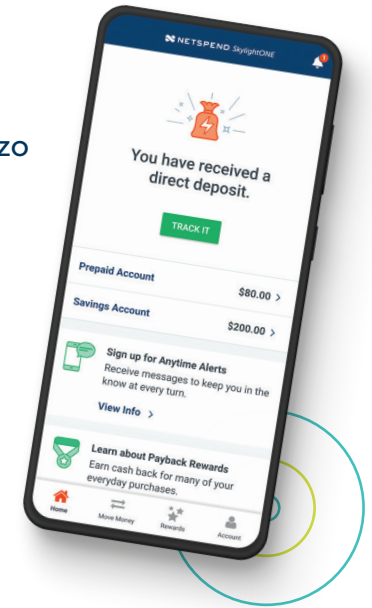 NETSPEND SkylightONE
1
zo
You have received a
direct deposit.
TRACK IT
Prepaid Account $80.00 >
Savings Account $200.00 >
Sign up for Anytime Alerts
Receive messages to keep you in the
know at every turn.
View Info >
Learn about Payback Rewards
Earn cash back for many of your
everyday purchases.
Home Move Money Rewards Account